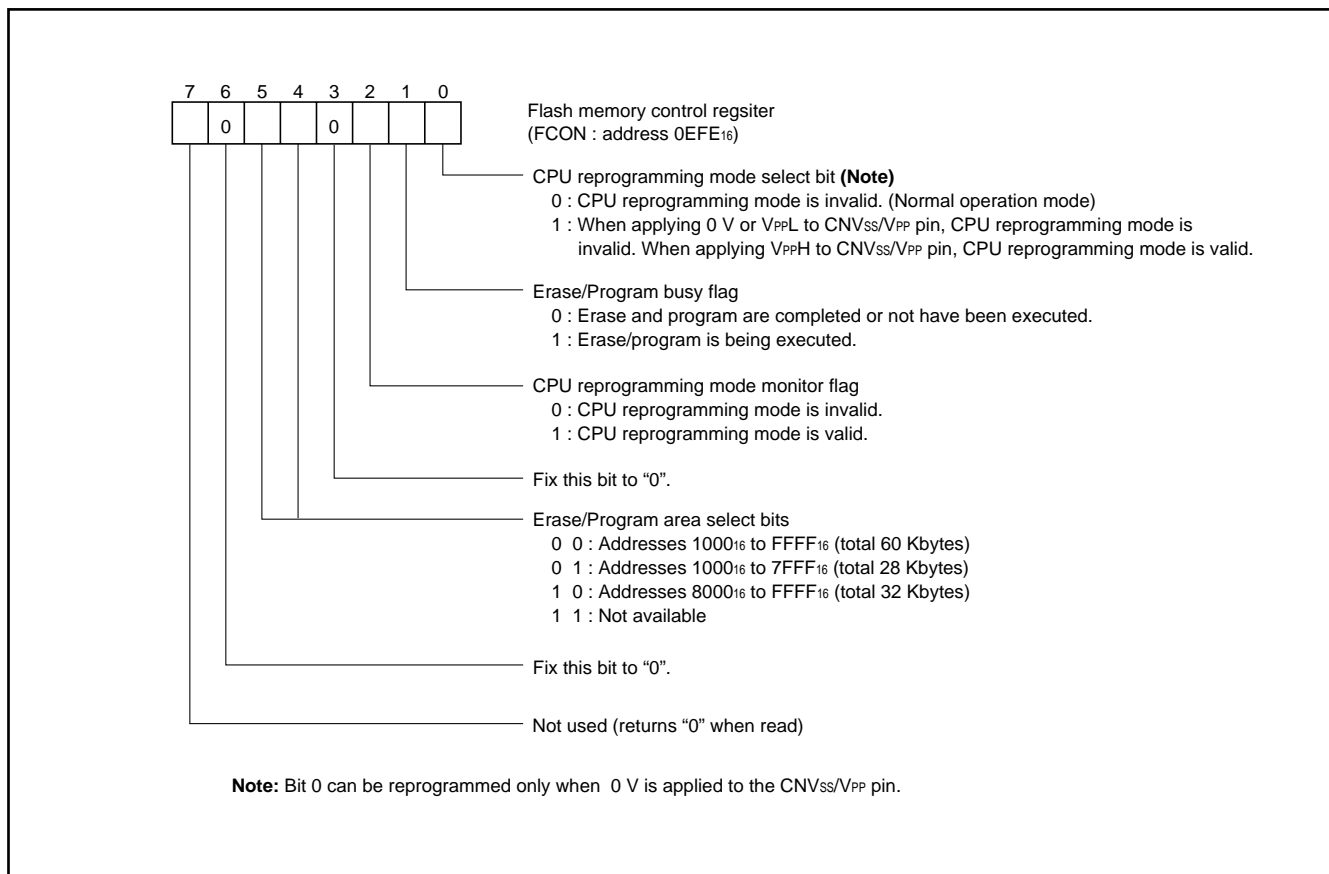 7 6 5 4 3 2 1 0
0 0
Flash memory control regsiter
(FCON : address 0EFE16)
CPU reprogramming mode select bit (Note)
0 : CPU reprogramming mode is invalid. (Normal operation mode)
1 : When applying 0 V or VPPL to CNVSS/VPP pin, CPU reprogramming mode is
invalid. When applying VPPH to CNVSS/VPP pin, CPU reprogramming mode is valid.
Erase/Program busy flag
0 : Erase and program are completed or not have been executed.
1 : Erase/program is being executed.
CPU reprogramming mode monitor flag
0 : CPU reprogramming mode is invalid.
1 : CPU reprogramming mode is valid.
Fix this bit to “0”.
Erase/Program area select bits
0 0 : Addresses 100016 to FFFF16 (total 60 Kbytes)
0 1 : Addresses 100016 to 7FFF16 (total 28 Kbytes)
1 0 : Addresses 800016 to FFFF16 (total 32 Kbytes)
1 1 : Not available
Fix this bit to “0”.
Not used (returns “0” when read)
Note: Bit 0 can be reprogrammed only when 0 V is applied to the CNVSS/VPP pin.